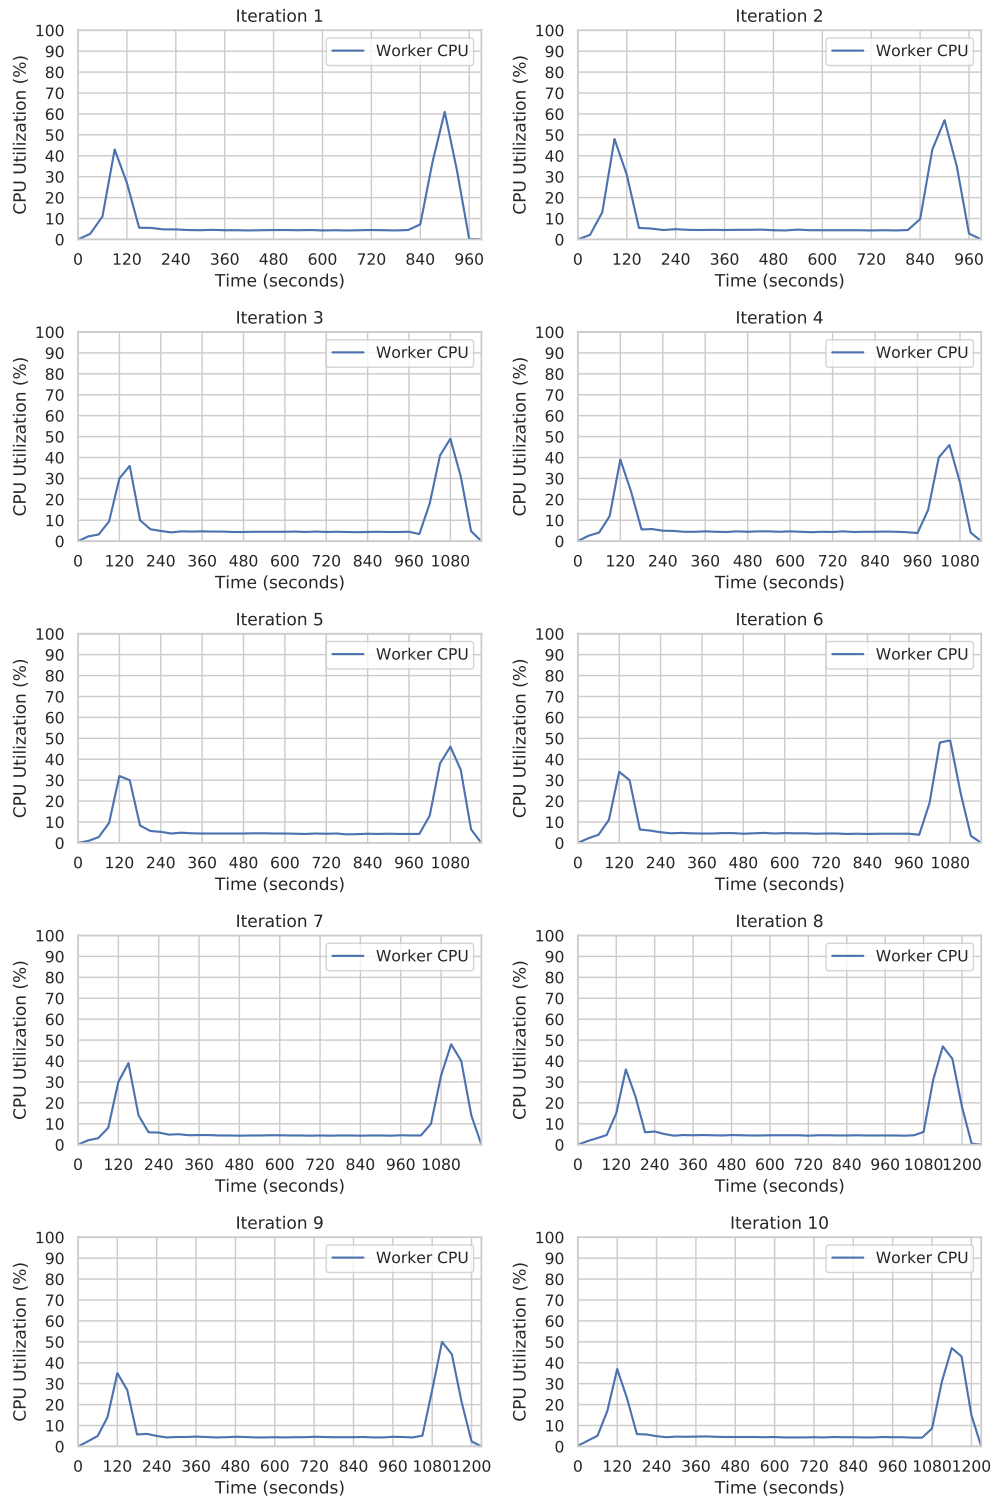 Iteration 1
100
90
80
70
60
50
40
30
20
10
0
CPU Utilization (%)
Worker CPU
0 120 240 360 480 600 720 840 960
Time (seconds)
Iteration 2
100
90
80
70
60
50
40
30
20
10
0
CPU Utilization (%)
Worker CPU
0 120 240 360 480 600 720 840 960
Time (seconds)
Iteration 3
100
90
80
70
60
50
40
30
20
10
0
CPU Utilization (%)
Worker CPU
0 120 240 360 480 600 720 840 960 1080
Time (seconds)
Iteration 4
100
90
80
70
60
50
40
30
20
10
0
CPU Utilization (%)
Worker CPU
0 120 240 360 480 600 720 840 960 1080
Time (seconds)
Iteration 5
100
90
80
70
60
50
40
30
20
10
0
CPU Utilization (%)
Worker CPU
0 120 240 360 480 600 720 840 960 1080
Time (seconds)
Iteration 6
100
90
80
70
60
50
40
30
20
10
0
CPU Utilization (%)
Worker CPU
0 120 240 360 480 600 720 840 960 1080
Time (seconds)
Iteration 7
100
90
80
70
60
50
40
30
20
10
0
CPU Utilization (%)
Worker CPU
0 120 240 360 480 600 720 840 960 1080
Time (seconds)
Iteration 8
100
90
80
70
60
50
40
30
20
10
0
CPU Utilization (%)
Worker CPU
0 120 240 360 480 600 720 840 960 1080 1200
Time (seconds)
Iteration 9
100
90
80
70
60
50
40
30
20
10
0
CPU Utilization (%)
Worker CPU
0 120 240 360 480 600 720 840 960 1080 1200
Time (seconds)
Iteration 10
100
90
80
70
60
50
40
30
20
10
0
CPU Utilization (%)
Worker CPU
0 120 240 360 480 600 720 840 960 1080 1200
Time (seconds)